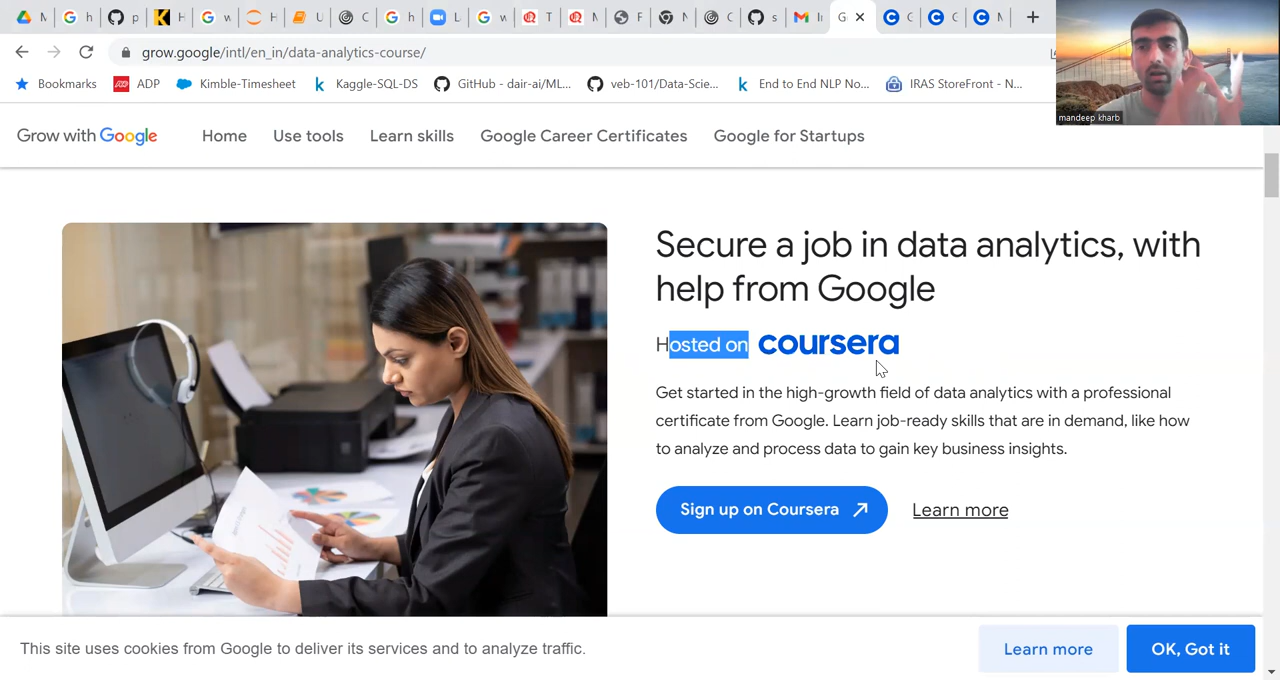 grow.google/intl/en_in/data-analytics-course/
Bookmarks
ADP
Kimble-Timesheet
Kaggle-SQL-DS
GitHub - dair-ai/ML...
veb-101/Data-Scie...
End to End NLP No...
IRAS StoreFront - N...
mandeep kharb
Grow with Google
Home
Use tools
Learn skills
Google Career Certificates
Google for Startups
Secure a job in data analytics, with
help from Google
Hosted on coursera
Get started in the high-growth field of data analytics with a professional
certificate from Google. Learn job-ready skills that are in demand, like how
to analyze and process data to gain key business insights.
Sign up on Coursera
Learn more
This site uses cookies from Google to deliver its services and to analyze traffic.
Learn more
OK, Got it